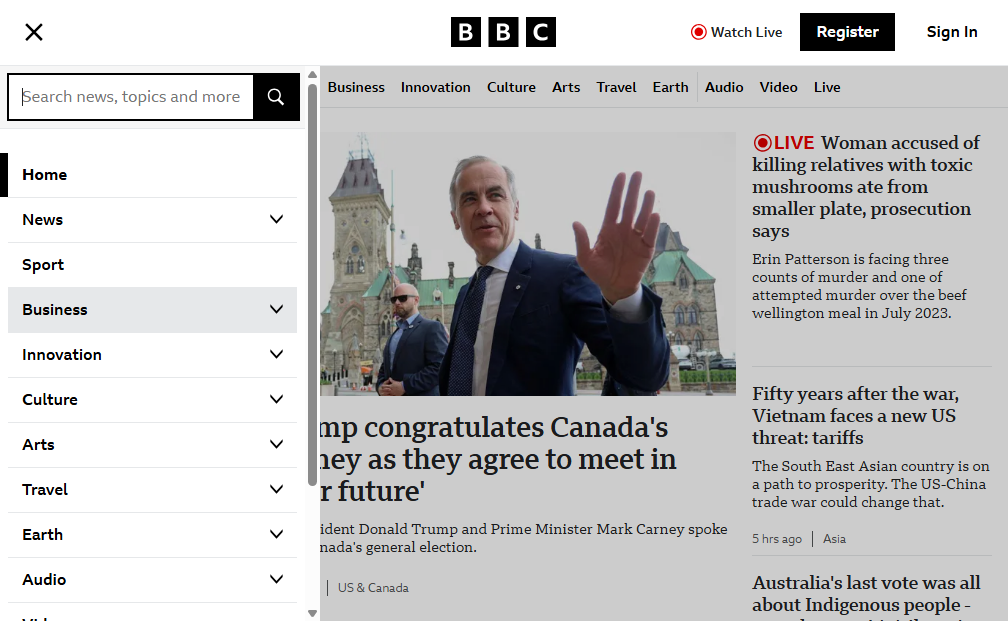 BBC
Watch Live
Register
Sign In
Search news, topics and more
Business Innovation Culture Arts Travel Earth Audio Video Live
Home
News
Sport
Business
Innovation
Culture
Arts
Travel
Earth
Audio
congratulates Canada's
as they agree to meet in
future'
Donald Trump and Prime Minister Mark Carney spoke
general election.
US & Canada
LIVE Woman accused of
killing relatives with toxic
mushrooms ate from
smaller plate, prosecution
says
Erin Patterson is facing three
counts of murder and one of
attempted murder over the beef
wellington meal in July 2023.
Fifty years after the war,
Vietnam faces a new US
threat: tariffs
The South East Asian country is on
a path to prosperity. The US-China
trade war could change that.
5 hrs ago
Asia
Australia's last vote was all
about Indigenous people -